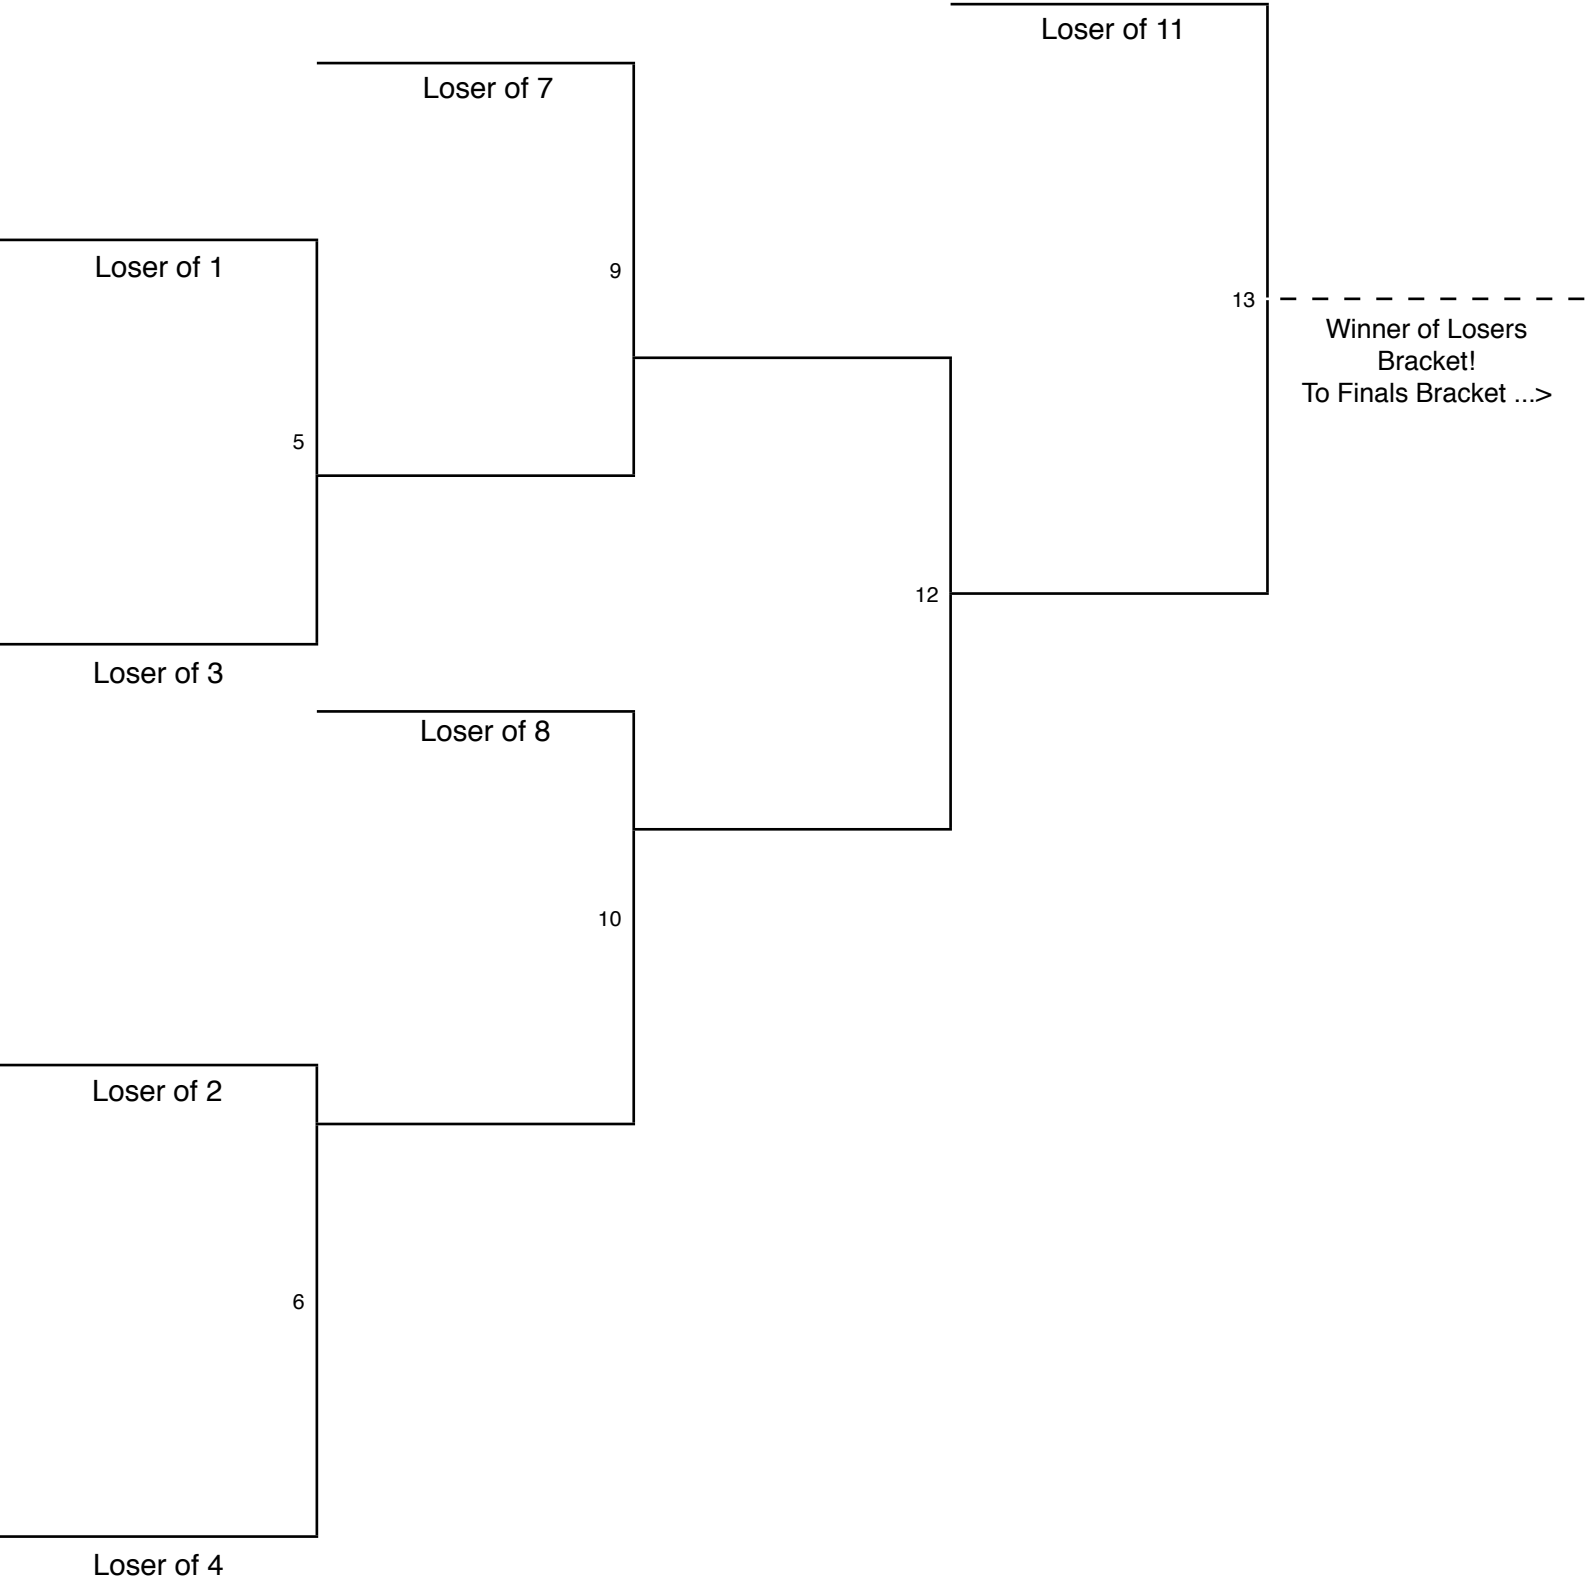 Loser of 11
Loser of 7
Loser of 1
9
13
Winner of Losers
Bracket!
To Finals Bracket ...>
5
12
Loser of 3
Loser of 8
10
Loser of 2
6
Loser of 4